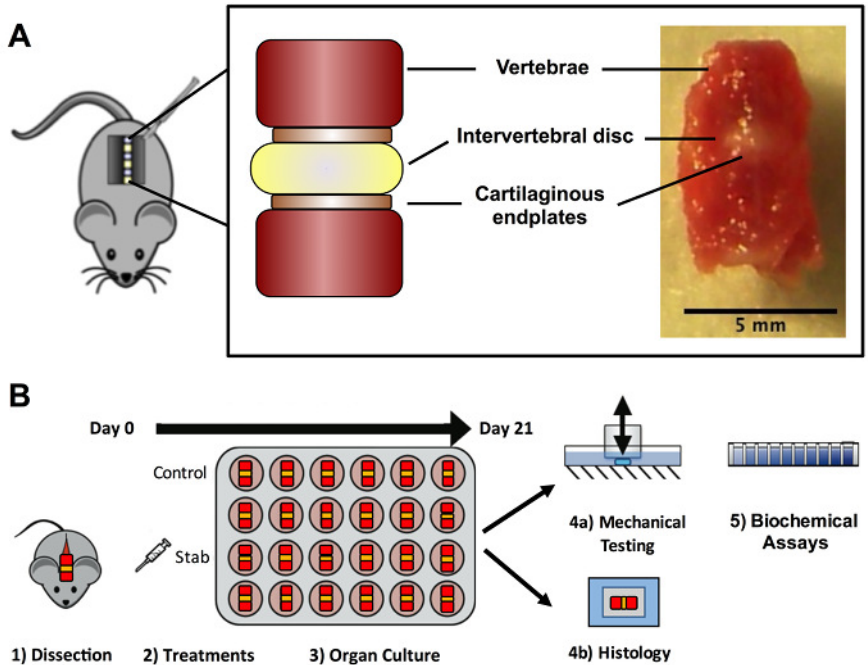 A
Vertebrae
Intervertebral disc
Cartilaginous
endplates
5 mm
B
Day 0
Day 21
Control
Stab
4a) Mechanical
Testing
5) Biochemical
Assays
1) Dissection
2) Treatments
3) Organ Culture
4b) Histology